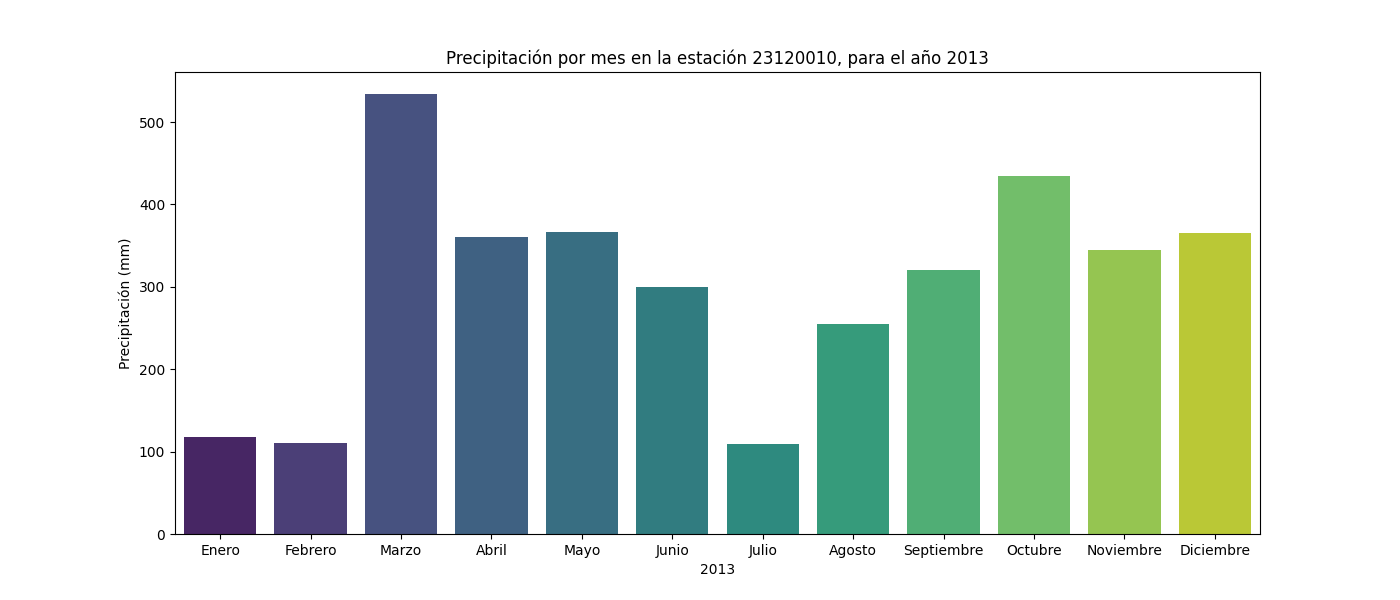 Precipitación por mes en la estación 23120010, para el año 2013
Precipitación (mm)
500
400
300
200
100
0
Enero Febrero Marzo Abril Mayo Junio Julio Agosto Septiembre Octubre Noviembre Diciembre
2013